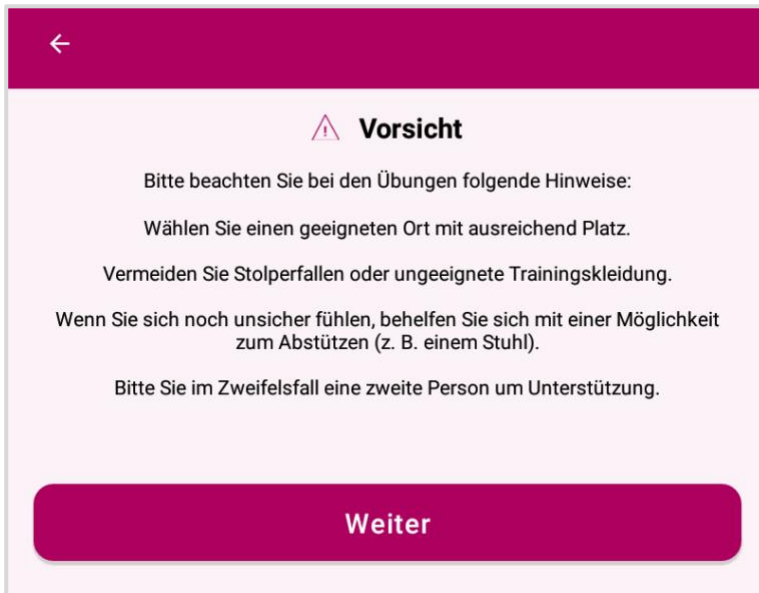 Vorsicht
Bitte beachten Sie bei den Übungen folgende Hinweise:
Wählen Sie einen geeigneten Ort mit ausreichend Platz.
Vermeiden Sie Stolperfallen oder ungeeignete Trainingskleidung.
Wenn Sie sich noch unsicher fühlen, behelfen Sie sich mit einer Möglichkeit
zum Abstützen (z. B. einem Stuhl).
Bitte Sie im Zweifelsfall eine zweite Person um Unterstützung.
Weiter